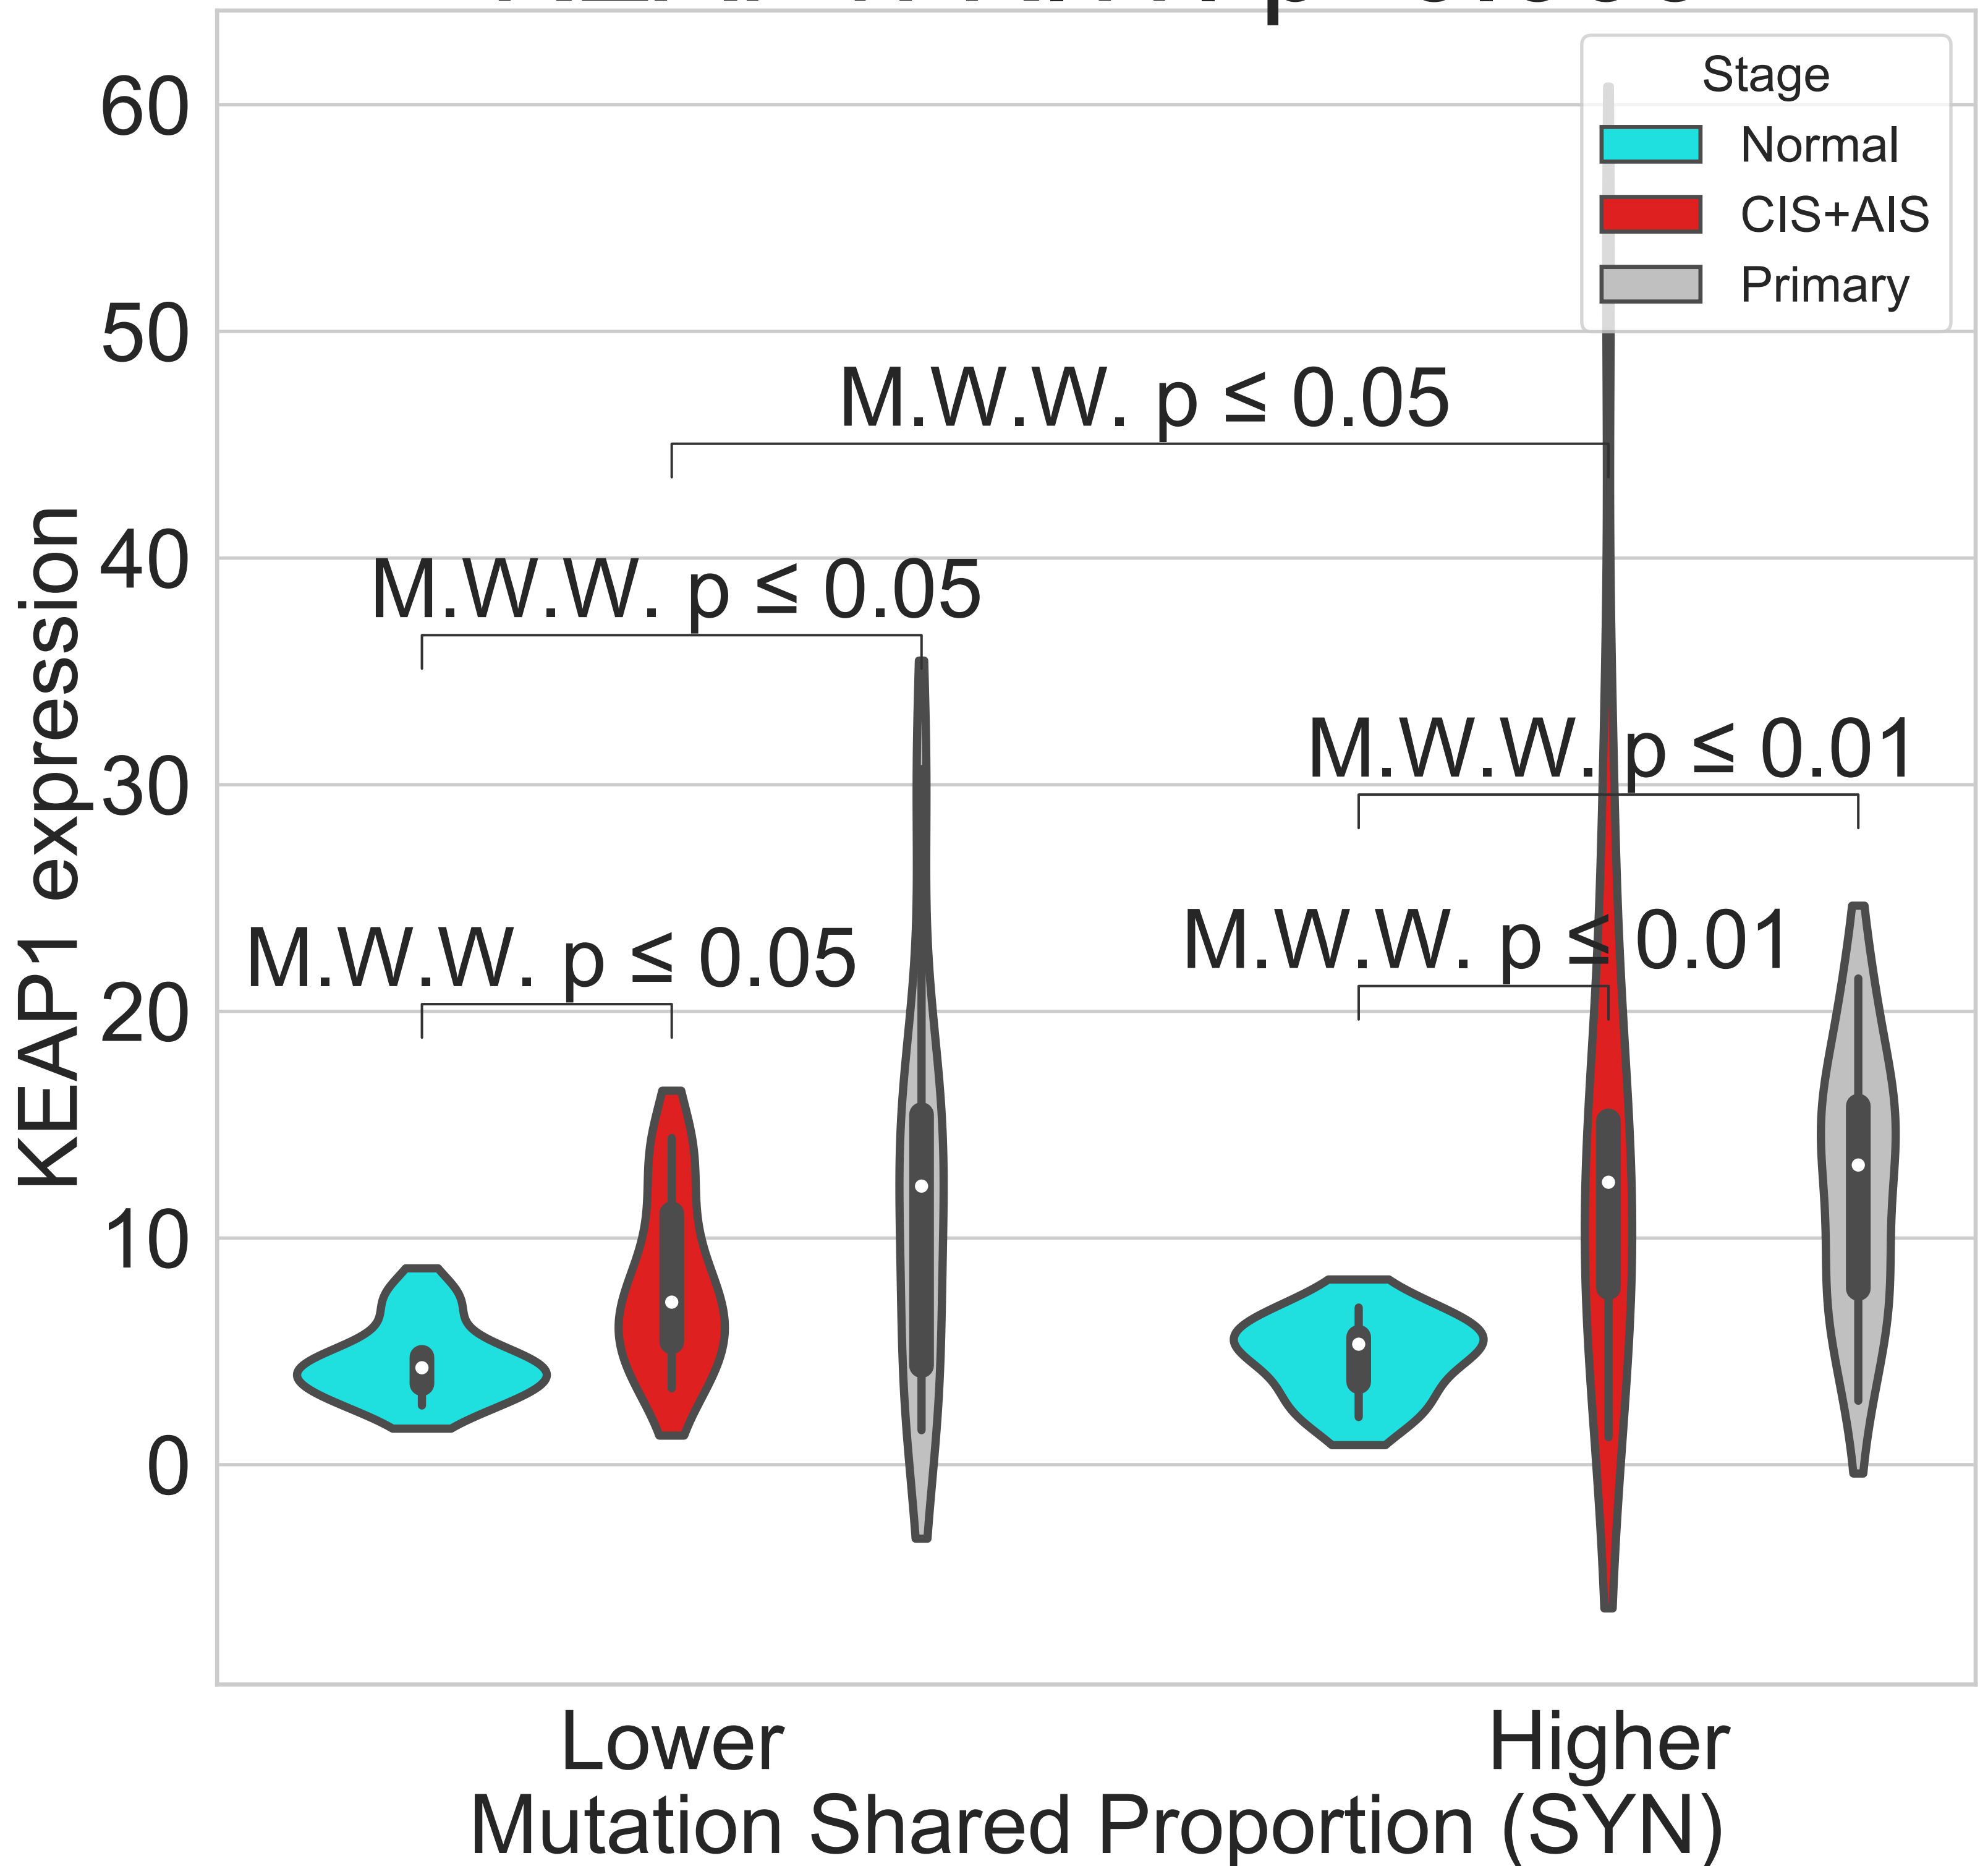 60
50
40
30
20
10
0
KEAP1 expression
Stage
Normal
CIS+AIS
Primary
M.W.W. p ≤ 0.05
M.W.W. p ≤ 0.05
M.W.W. p ≤ 0.01
M.W.W. p ≤ 0.05
M.W.W. p ≤ 0.01
Lower
Higher
Mutation Shared Proportion (SYN)